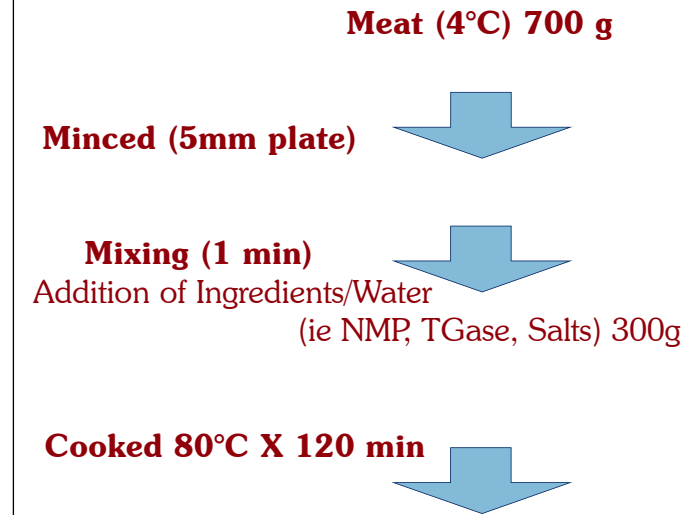 Meat (4°C) 700 g
Minced (5mm plate)
Mixing (1 min)
Addition of Ingredients/Water
(ie NMP, TGase, Salts) 300g
Cooked 80°C X 120 min